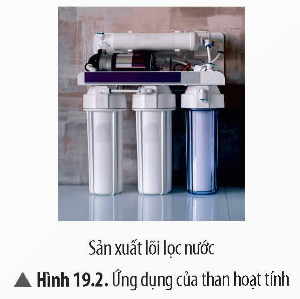 Sản xuất lõi lọc nước
▲ Hình 19.2. Ứng dụng của than hoạt tính